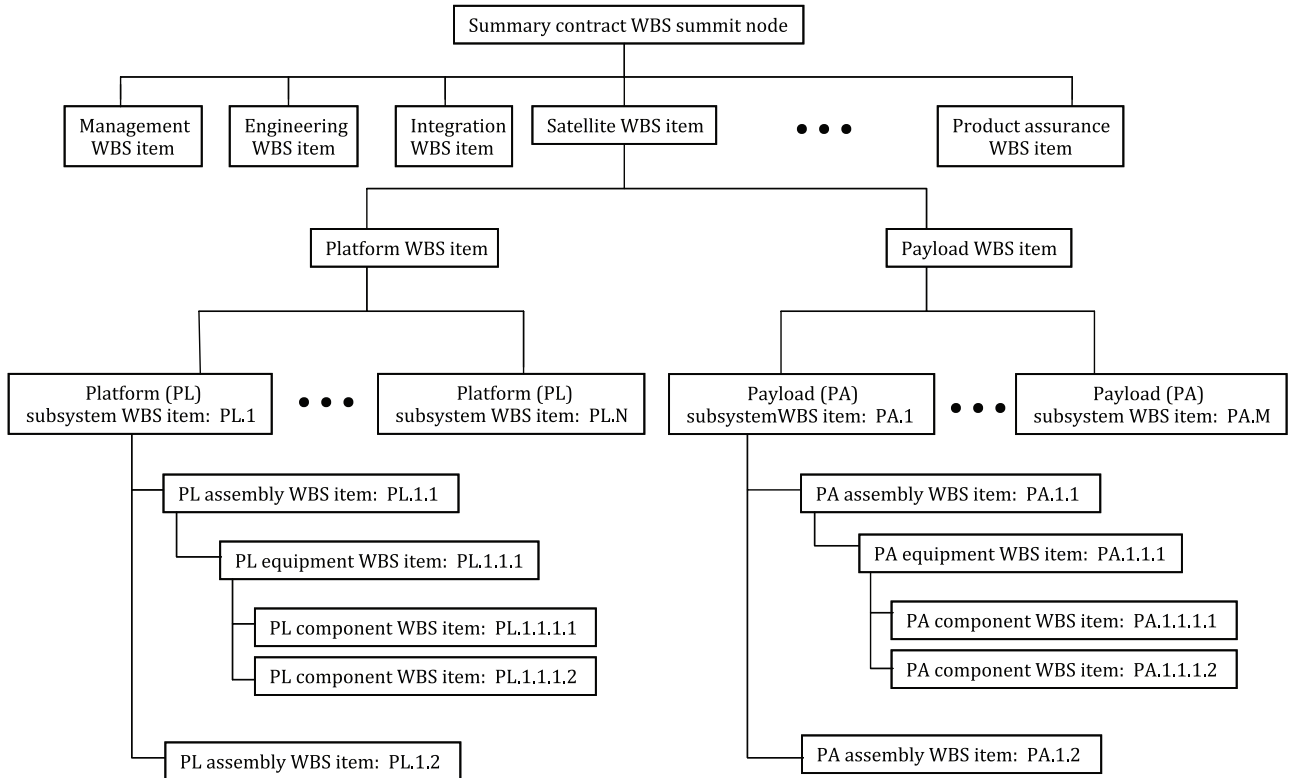 Summary contract WBS summit node
Management
WBS item
Engineering
WBS item
Integration
WBS item
Satellite WBS item
● ● ●
Product assurance
WBS item
Platform WBS item
Payload WBS item
Platform (PL)
subsystem WBS item: PL.1
● ● ●
Platform (PL)
subsystem WBS item: PL.N
Payload (PA)
subsystemWBS item: PA.1
● ● ●
Payload (PA)
subsystem WBS item: PA.M
PL assembly WBS item: PL.1.1
PL equipment WBS item: PL.1.1.1
PL component WBS item: PL.1.1.1.1
PL component WBS item: PL.1.1.1.2
PL assembly WBS item: PL.1.2
PA assembly WBS item: PA.1.1
PA equipment WBS item: PA.1.1.1
PA component WBS item: PA.1.1.1.1
PA component WBS item: PA.1.1.1.2
PA assembly WBS item: PA.1.2